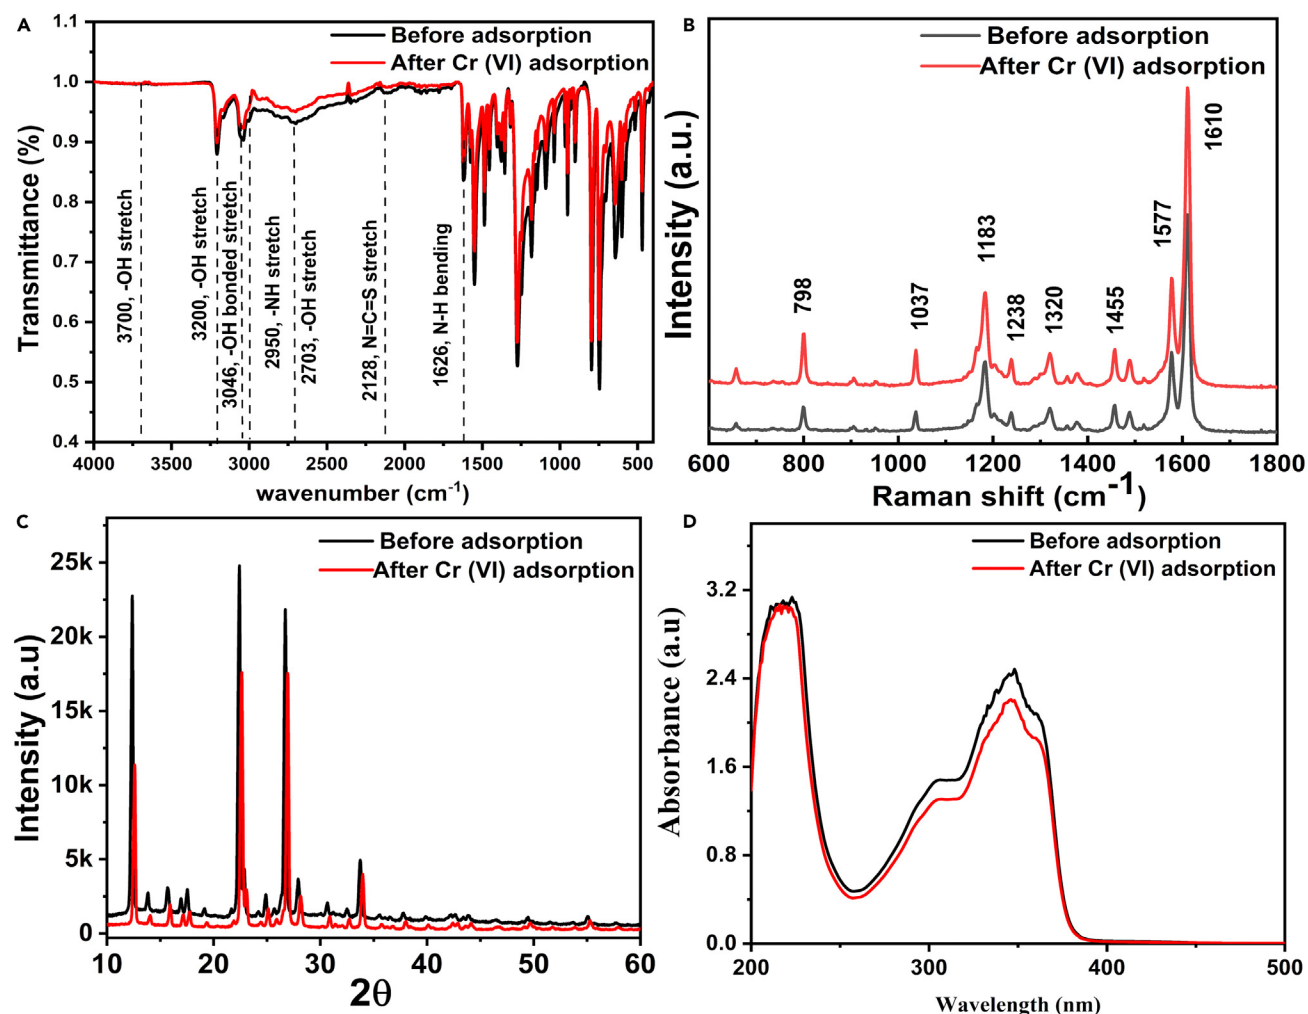 A
Before adsorption
After Cr (VI) adsorption
1.1
1.0
0.9
0.8
0.7
0.6
0.5
0.4
Transmittance (%)
3700, -OH stretch
3200, -OH stretch
3046, -OH bonded stretch
2950, -NH stretch
2703, -OH stretch
2128, N=C=S stretch
1626, N-H bending
4000 3500 3000 2500 2000 1500 1000 500
wavenumber (cm-1)
B
Before adsorption
After Cr (VI) adsorption
Intensity (a.u.)
798
1037
1183
1238
1320
1455
1577
1610
600 800 1000 1200 1400 1600 1800
Raman shift (cm-1)
C
Before adsorption
After Cr (VI) adsorption
25k
20k
15k
10k
5k
0
Intensity (a.u)
10 20 30 40 50 60
2θ
D
Before adsorption
After Cr (VI) adsorption
3.2
2.4
1.6
0.8
0.0
Absorbance (a.u)
200 300 400 500
Wavelength (nm)